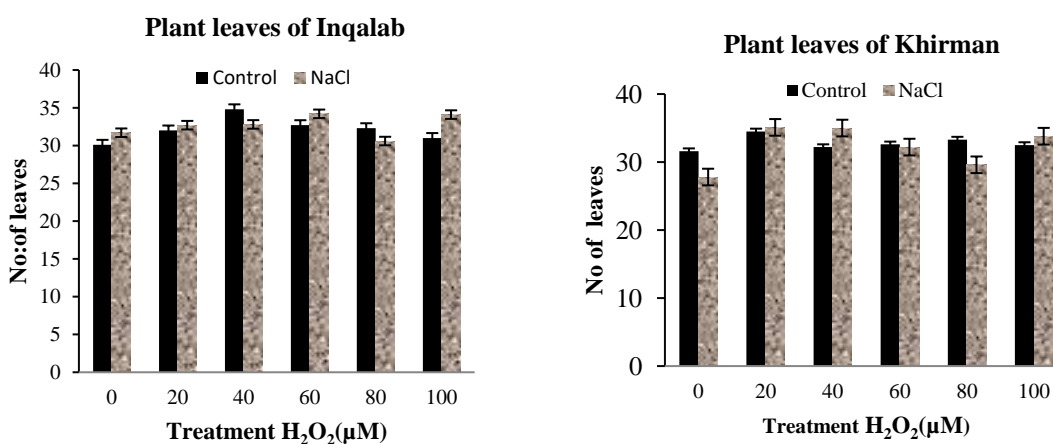 Plant leaves of Inqalab
Control NaCl
40
35
30
25
20
15
10
5
0
No:of leaves
0 20 40 60 80 100
Treatment H₂O₂(µM)
Plant leaves of Khirman
Control NaCl
40
30
20
10
0
No of leaves
0 20 40 60 80 100
Treatment H₂O₂(µM)